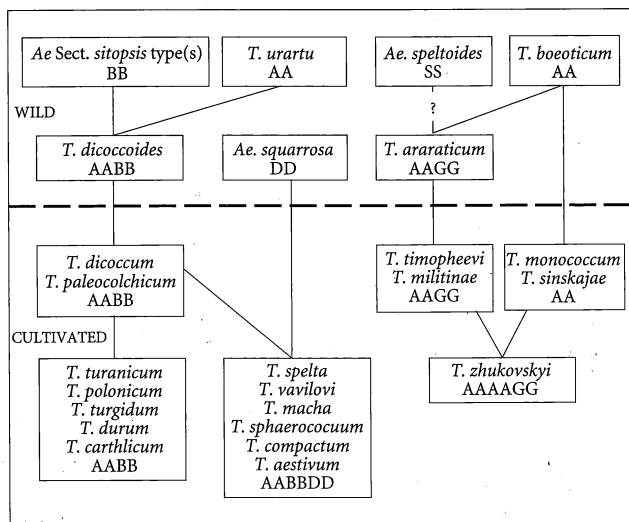 Ae Sect. sitopsis type(s)
BB
T. urartu
AA
Ae. speltoides
SS
T. boeoticum
AA
?
WILD
T. dicoccoides
AABB
Ae. squarrosa
DD
T. araraticum
AAGG
T. dicoccum
T. paleocolchicum
AABB
T. timopheevi
T. militinae
AAGG
T. monococcum
T. sinskajae
AA
CULTIVATED
T. turanicum
T. polonicum
T. turgidum
T. durum
T. carthlicum
AABB
T. spelta
T. vavilovi
T. macha
T. sphaerococuum
T. compactum
T. aestivum
AABBDD
T. zhukovskyi
AAAAGG